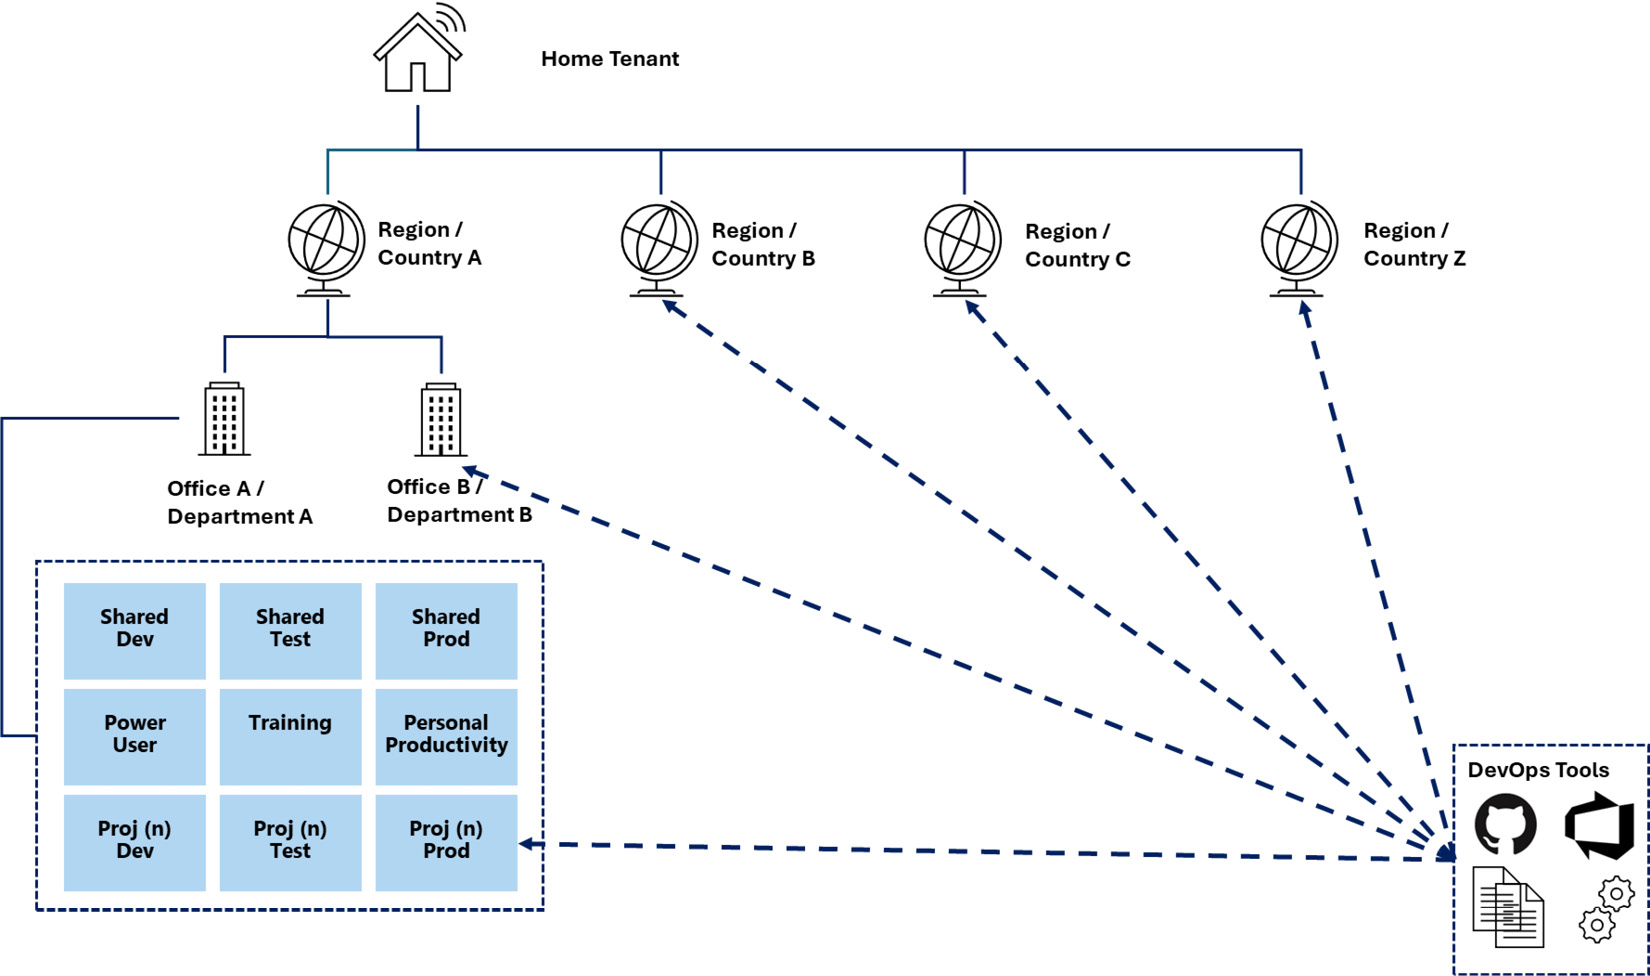 Home Tenant
Region /
Country A
Region /
Country B
Region /
Country C
Region /
Country Z
Office A /
Department A
Office B /
Department B
Shared
Dev
Shared
Test
Shared
Prod
Power
User
Training
Personal
Productivity
Proj (n)
Dev
Proj (n)
Test
Proj (n)
Prod
DevOps Tools